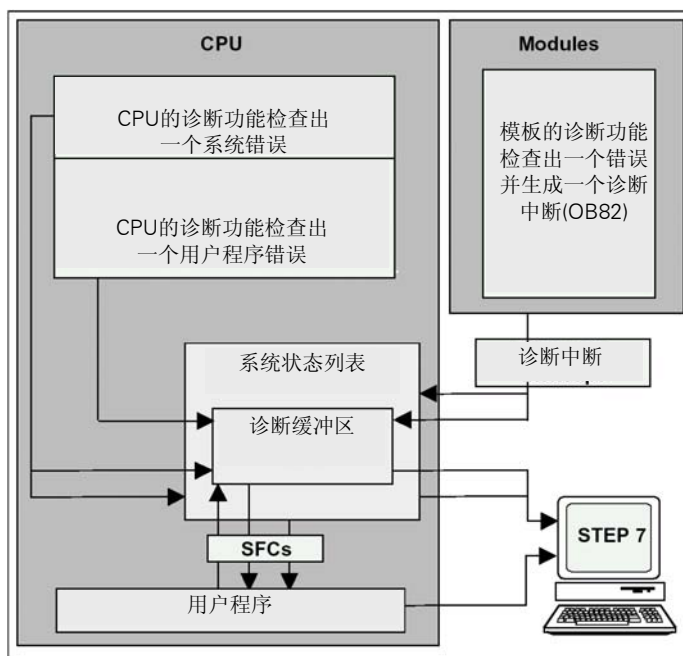 CPU
CPU的诊断功能检查出
一个系统错误
CPU的诊断功能检查出
一个用户程序错误
Modules
模板的诊断功能
检查出一个错误
并生成一个诊断
中断(OB82)
诊断中断
系统状态列表
诊断缓冲区
SFCs
用户程序
STEP 7